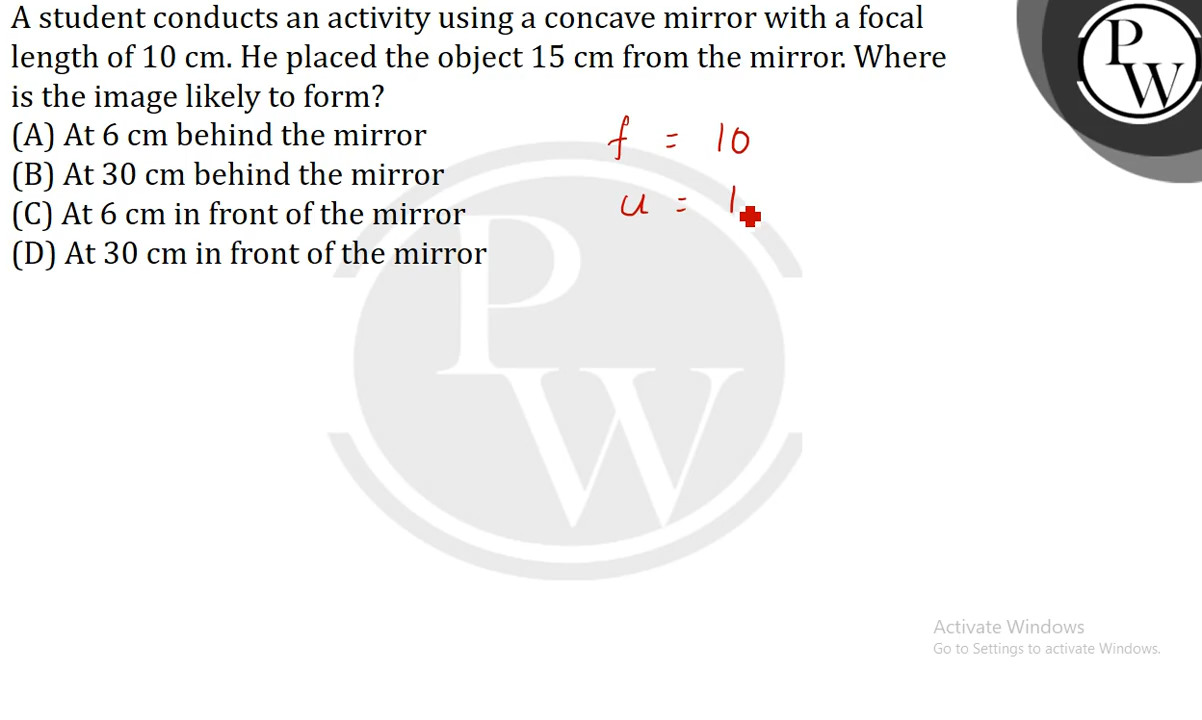 A student conducts an activity using a concave mirror with a focal
length of 10 cm. He placed the object 15 cm from the mirror. Where
is the image likely to form?
(A) At 6 cm behind the mirror
(B) At 30 cm behind the mirror
(C) At 6 cm in front of the mirror
(D) At 30 cm in front of the mirror
f = 10
u = 1
P
W
P
W
Activate Windows
Go to Settings to activate Windows.